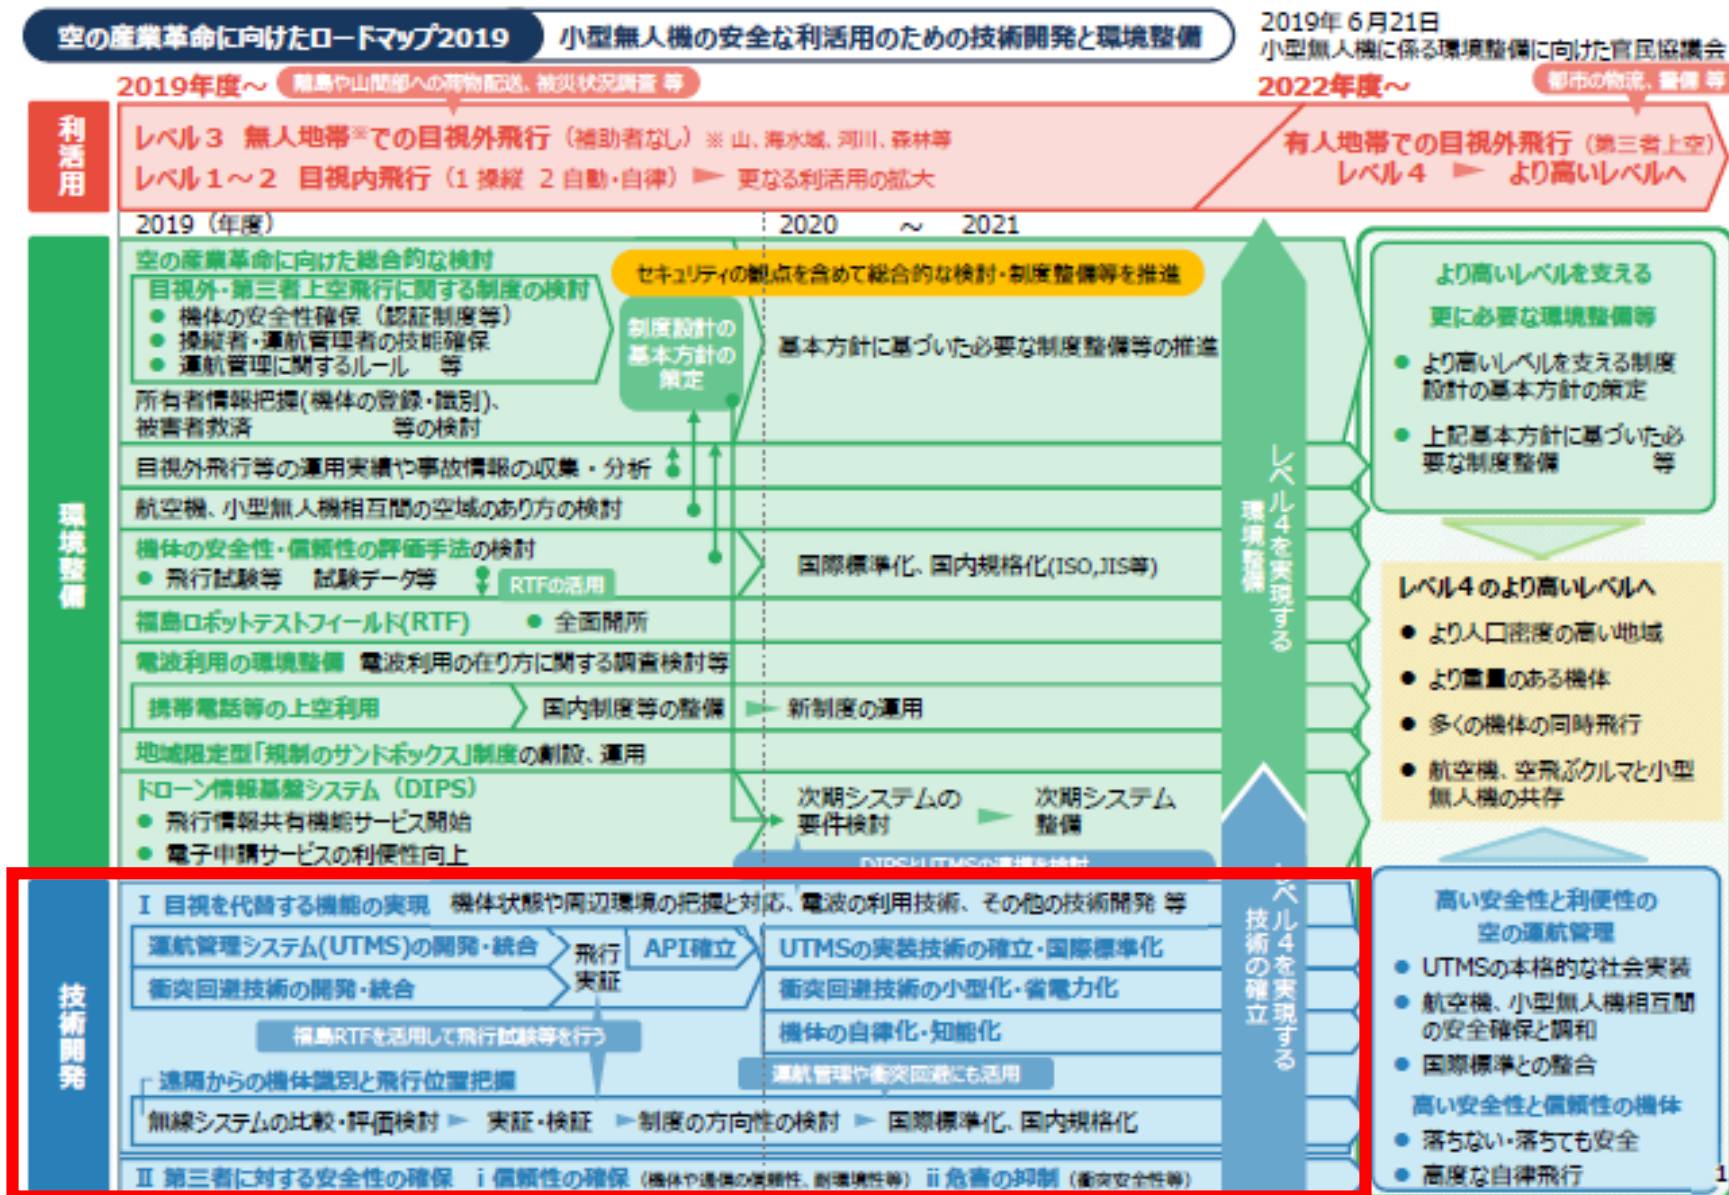 空の産業革命に向けたロードマップ2019
小型無人機の安全な利活用のための技術開発と環境整備
2019年6月21日
小型無人機に係る環境整備に向けた官民協議会
2019年度～
離島や山間部への荷物配送、被災状況調査 等
2022年度～
都市の物流、警備 等
利活用
レベル3 無人地帯※での目視外飛行（補助者なし）※ 山、海水域、河川、森林等
レベル1～2 目視内飛行（1 操縦 2 自動・自律） 更なる利活用の拡大
有人地帯での目視外飛行（第三者上空）
レベル4 より高いレベルへ
2019（年度）
2020 ～ 2021
環境整備
空の産業革命に向けた総合的な検討
セキュリティの観点を含めて総合的な検討・制度整備等を推進
目視外・第三者上空飛行に関する制度の検討
● 機体の安全性確保（認証制度等）
● 操縦者・運航管理者の技能確保
● 運航管理に関するルール 等
制度設計の
基本方針の
策定
基本方針に基づいた必要な制度整備等の推進
所有者情報把握(機体の登録・識別)、
被害者救済 等の検討
目視外飛行等の運用実績や事故情報の収集・分析
航空機、小型無人機相互間の空域のあり方の検討
機体の安全性・信頼性の評価手法の検討
● 飛行試験等 試験データ等
RTFの活用
国際標準化、国内規格化(ISO,JIS等)
福島ロボットテストフィールド(RTF) ● 全面開所
電波利用の環境整備 電波利用の在り方に関する調査検討等
携帯電話等の上空利用 国内制度等の整備 新制度の運用
地域限定型「規制のサンドボックス」制度の創設、運用
ドローン情報基盤システム（DIPS）
● 飛行情報共有機能サービス開始
● 電子申請サービスの利便性向上
次期システムの
要件検討
次期システム
整備
DIPSとUTMSの連携を検討
レベル4を実現する
環境整備
より高いレベルを支える
更に必要な環境整備等
● より高いレベルを支える制度
設計の基本方針の策定
● 上記基本方針に基づいた必
要な制度整備 等
レベル4のより高いレベルへ
● より人口密度の高い地域
● より重量のある機体
● 多くの機体の同時飛行
● 航空機、空飛ぶクルマと小型
無人機の共存
技術開発
Ⅰ 目視を代替する機能の実現 機体状態や周辺環境の把握と対応、電波の利用技術、その他の技術開発 等
運航管理システム(UTMS)の開発・統合
衝突回避技術の開発・統合
飛行
実証
API確立
UTMSの実装技術の確立・国際標準化
衝突回避技術の小型化・省電力化
機体の自律化・知能化
福島RTFを活用して飛行試験等を行う
運航管理や衝突回避にも活用
遠隔からの機体識別と飛行位置把握
無線システムの比較・評価検討 実証・検証 制度の方向性の検討 国際標準化、国内規格化
Ⅱ 第三者に対する安全性の確保 ⅰ 信頼性の確保（機体や通信の信頼性、耐環境性等） ⅱ 危害の抑制（衝突安全性等）
レベル4を実現する
技術の確立
高い安全性と利便性の
空の運航管理
● UTMSの本格的な社会実装
● 航空機、小型無人機相互間
の安全確保と調和
● 国際標準との整合
高い安全性と信頼性の機体
● 落ちない・落ちても安全
● 高度な自律飛行
1